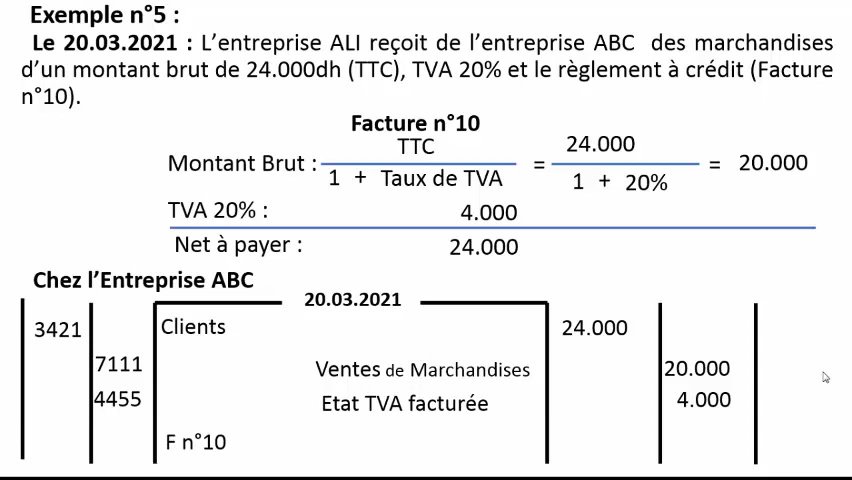 Exemple n°5 :
Le 20.03.2021 : L'entreprise ALI reçoit de l'entreprise ABC des marchandises
d'un montant brut de 24.000dh (TTC), TVA 20% et le règlement à crédit (Facture
n°10).
Facture n°10
Montant Brut : TTC / 1 + Taux de TVA = 24.000 / 1 + 20% = 20.000
TVA 20% : 4.000
Net à payer : 24.000
Chez l'Entreprise ABC
20.03.2021
3421 Clients 24.000
7111 Ventes de Marchandises 20.000
4455 Etat TVA facturée 4.000
F n°10